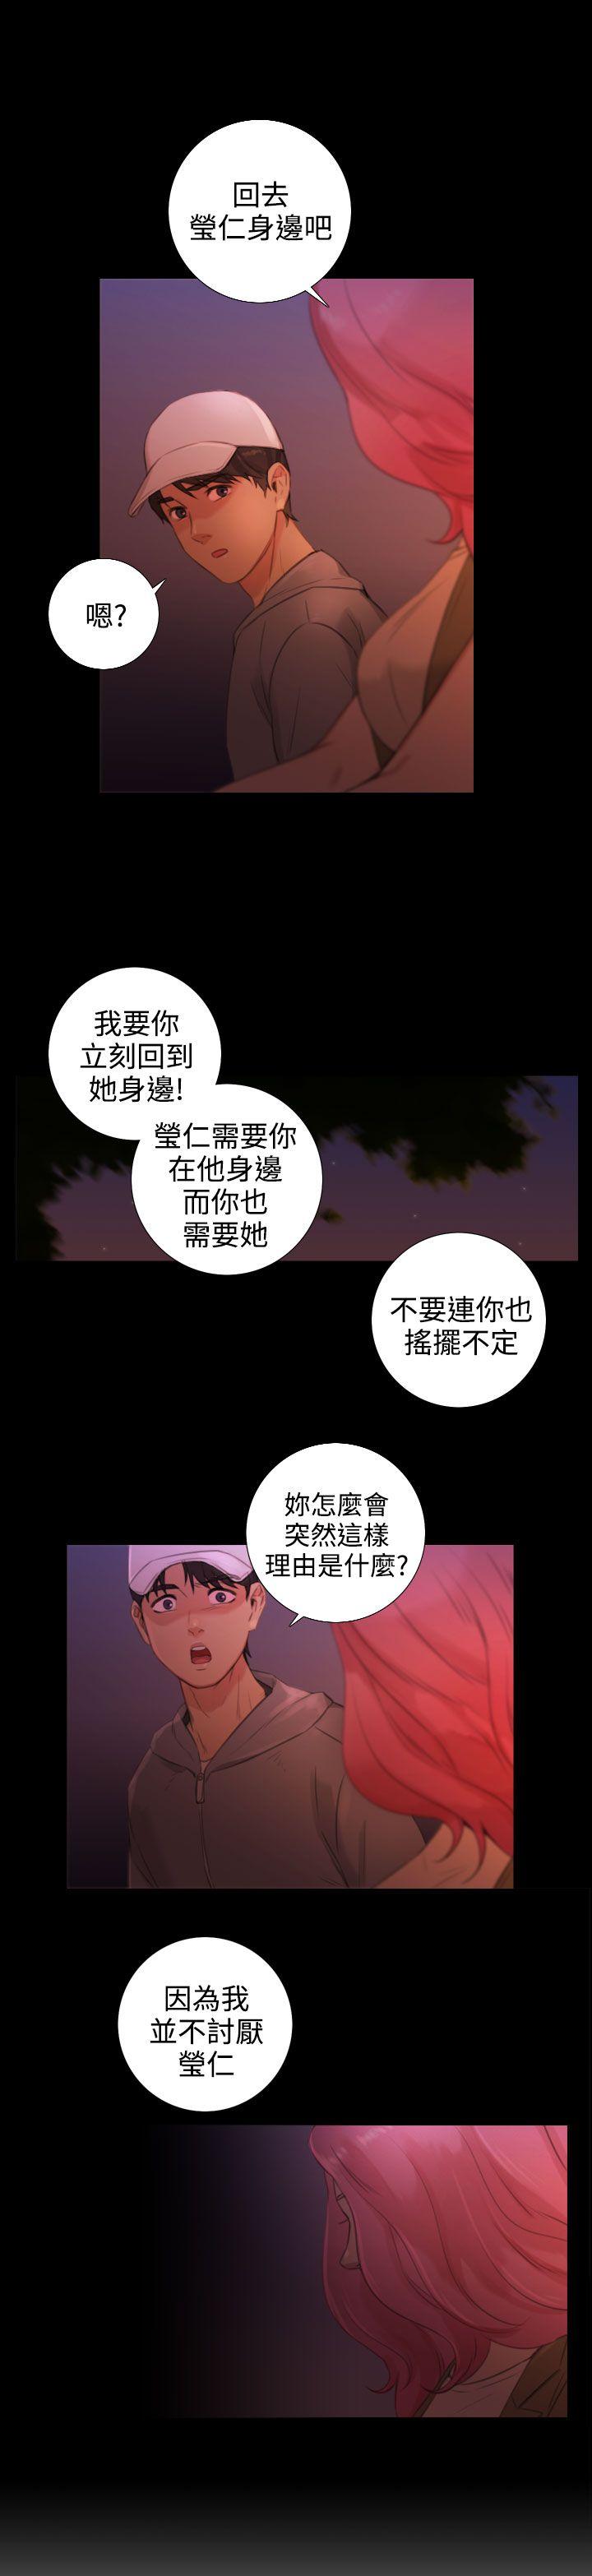 回去
瑩仁身邊吧
嗯?
我要你
立刻回到
她身邊!
瑩仁需要你
在他身邊
而你也
需要她
不要連你也
搖擺不定
妳怎麼會
突然這樣
理由是什麼?
因為我
並不討厭
瑩仁